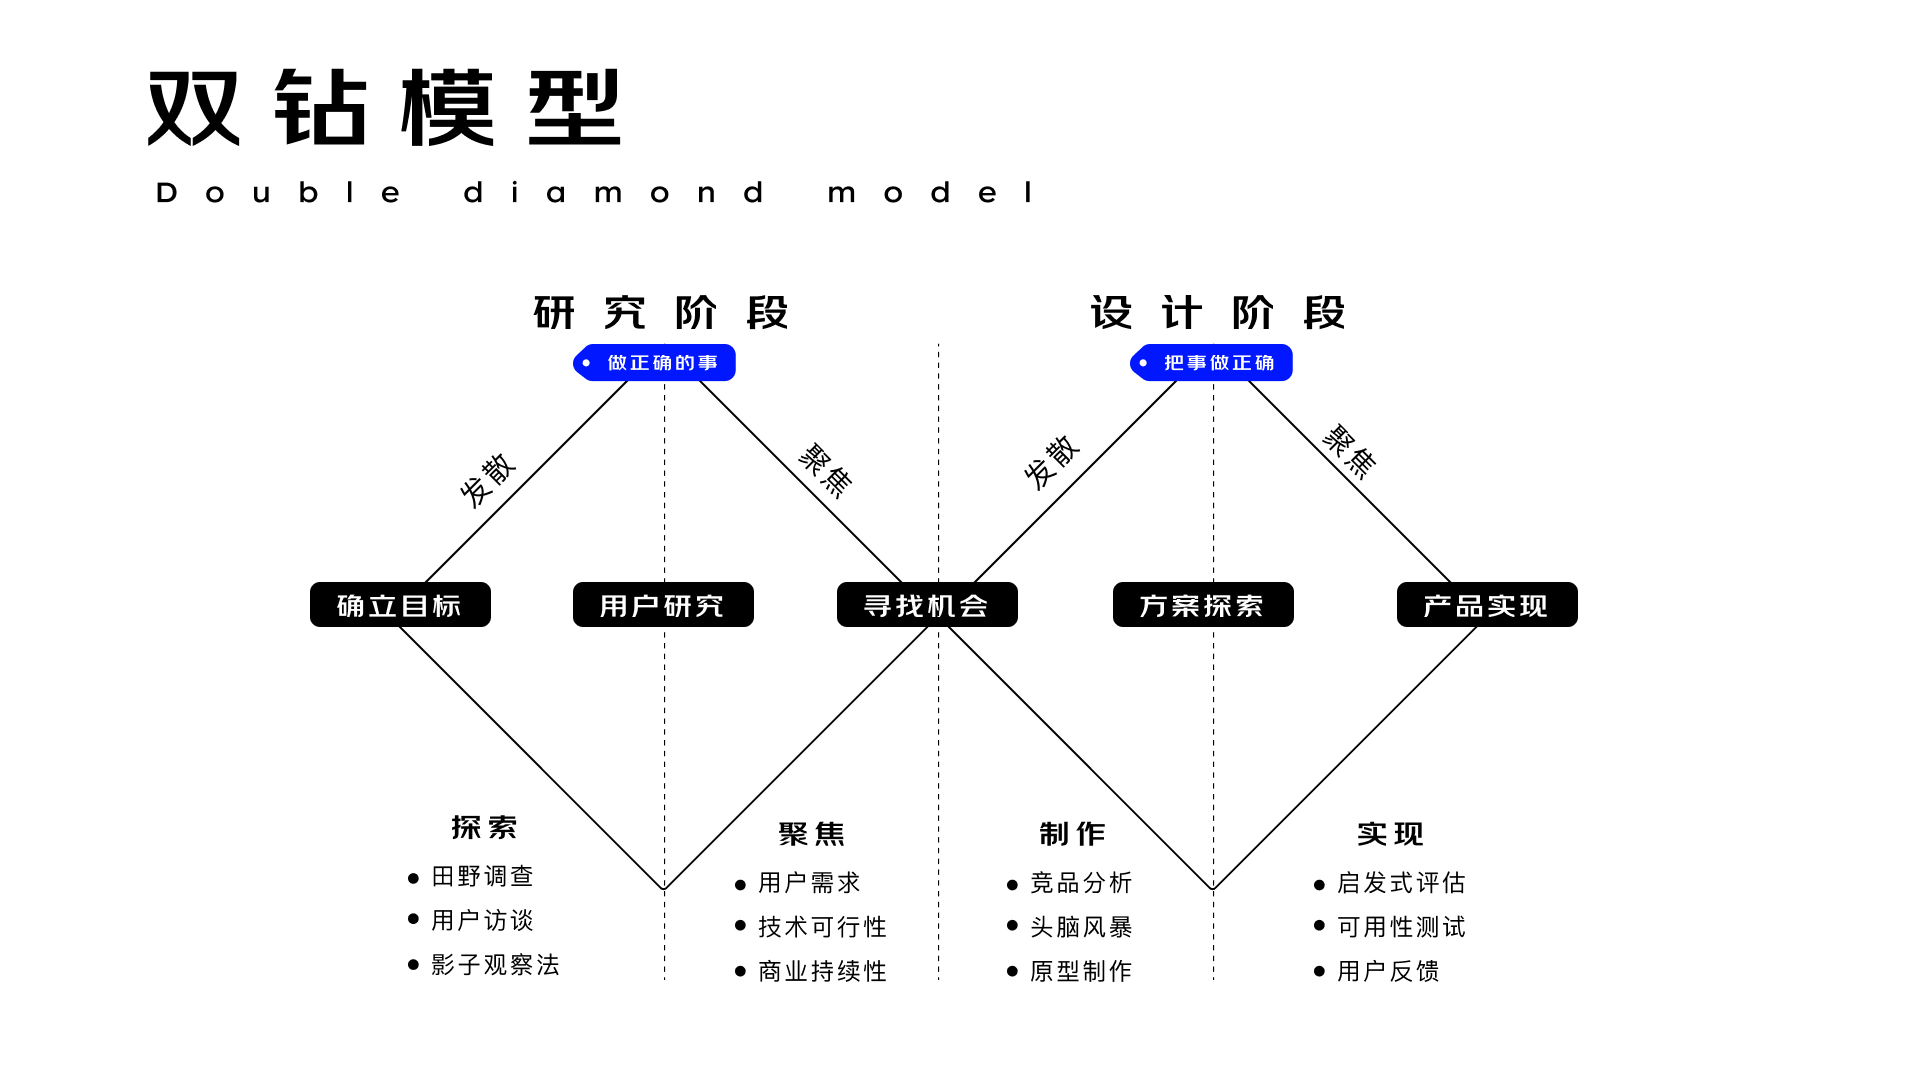 双钻模型
Double diamond model
研究阶段
设计阶段
做正确的事
把事做正确
发散
聚焦
发散
聚焦
确立目标
用户研究
寻找机会
方案探索
产品实现
探索
田野调查
用户访谈
影子观察法
聚焦
用户需求
技术可行性
商业持续性
制作
竞品分析
头脑风暴
原型制作
实现
启发式评估
可用性测试
用户反馈